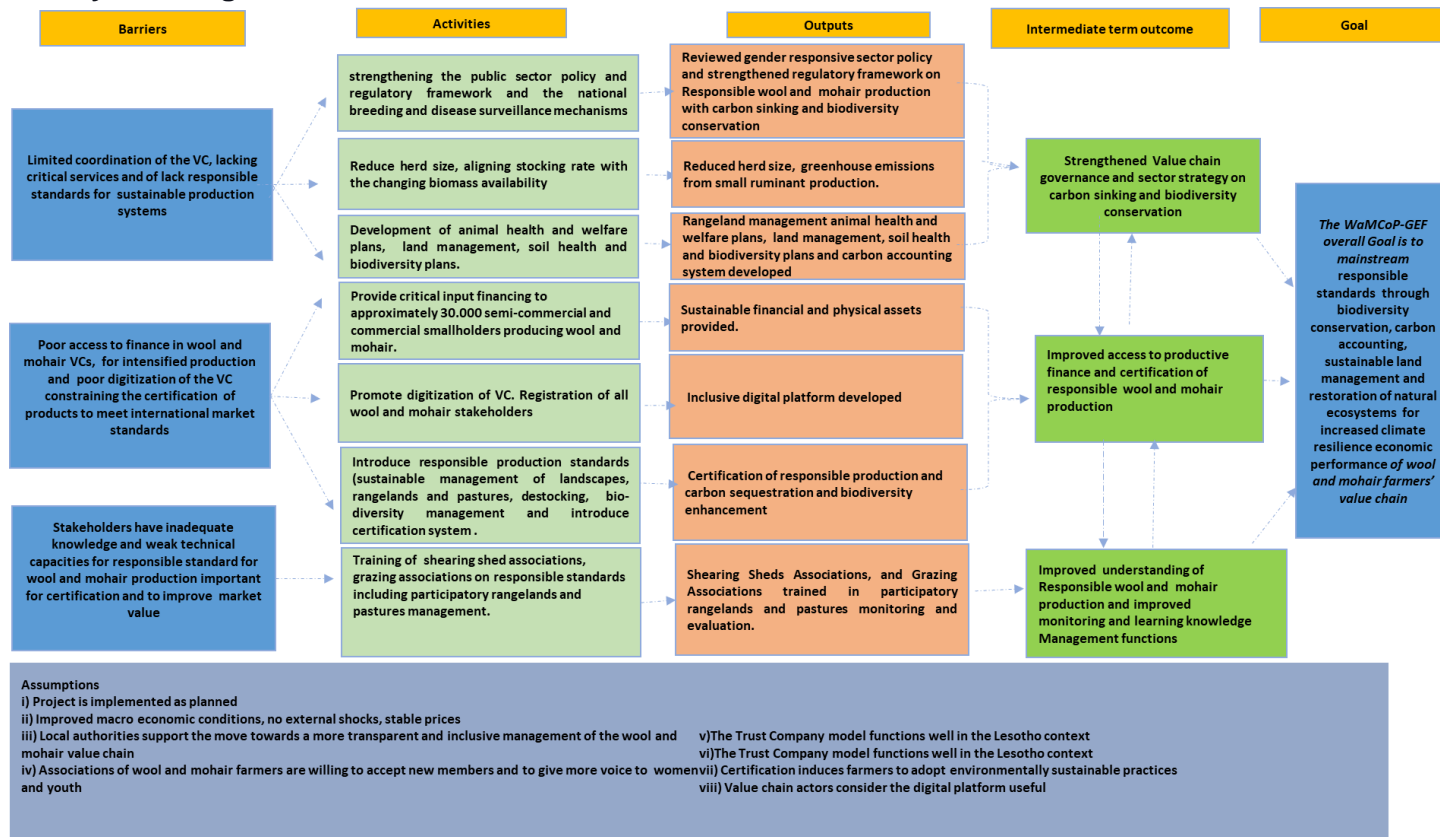 Barriers
Activities
Outputs
Intermediate term outcome
Goal
Limited coordination of the VC, lacking
critical services and of lack responsible
standards for sustainable production
systems
Poor access to finance in wool and
mohair VCs, for intensified production
and poor digitization of the VC
constraining the certification of
products to meet international market
standards
Stakeholders have inadequate
knowledge and weak technical
capacities for responsible standard for
wool and mohair production important
for certification and to improve market
value
strengthening the public sector policy and
regulatory framework and the national
breeding and disease surveillance mechanisms
Reduce herd size, aligning stocking rate with
the changing biomass availability
Development of animal health and welfare
plans, land management, soil health and
biodiversity plans.
Provide critical input financing to
approximately 30.000 semi-commercial and
commercial smallholders producing wool and
mohair.
Promote digitization of VC. Registration of all
wool and mohair stakeholders
Introduce responsible production standards
(sustainable management of landscapes,
rangelands and pastures, destocking, bio-
diversity management and introduce
certification system .
Training of shearing shed associations,
grazing associations on responsible standards
including participatory rangelands and
pastures management.
Reviewed gender responsive sector policy
and strengthened regulatory framework on
Responsible wool and mohair production
with carbon sinking and biodiversity
conservation
Reduced herd size, greenhouse emissions
from small ruminant production.
Rangeland management animal health and
welfare plans, land management, soil health
and biodiversity plans and carbon accounting
system developed
Sustainable financial and physical assets
provided.
Inclusive digital platform developed
Certification of responsible production and
carbon sequestration and biodiversity
enhancement
Shearing Sheds Associations, and Grazing
Associations trained in participatory
rangelands and pastures monitoring and
evaluation.
Strengthened Value chain
governance and sector strategy on
carbon sinking and biodiversity
conservation
Improved access to productive
finance and certification of
responsible wool and mohair
production
Improved understanding of
Responsible wool and mohair
production and improved
monitoring and learning knowledge
Management functions
The WaMCoP-GEF
overall Goal is to
mainstream
responsible
standards through
biodiversity
conservation, carbon
accounting,
sustainable land
management and
restoration of natural
ecosystems for
increased climate
resilience economic
performance of wool
and mohair farmers'
value chain
Assumptions
i) Project is implemented as planned
ii) Improved macro economic conditions, no external shocks, stable prices
iii) Local authorities support the move towards a more transparent and inclusive management of the wool and
mohair value chain
iv) Associations of wool and mohair farmers are willing to accept new members and to give more voice to women
and youth
v)The Trust Company model functions well in the Lesotho context
vi)The Trust Company model functions well in the Lesotho context
vii) Certification induces farmers to adopt environmentally sustainable practices
viii) Value chain actors consider the digital platform useful